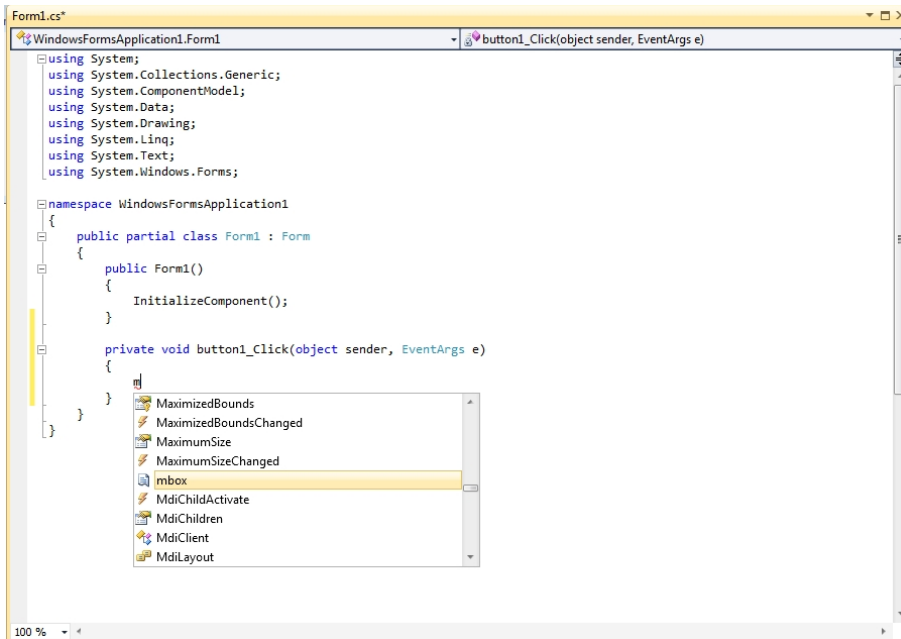 Form1.cs*
WindowsFormsApplication1.Form1 button1_Click(object sender, EventArgs e)
using System;
using System.Collections.Generic;
using System.ComponentModel;
using System.Data;
using System.Drawing;
using System.Linq;
using System.Text;
using System.Windows.Forms;
namespace WindowsFormsApplication1
{
public partial class Form1 : Form
{
public Form1()
{
InitializeComponent();
}
private void button1_Click(object sender, EventArgs e)
{
m
}
}
}
MaximizedBounds
MaximizedBoundsChanged
MaximumSize
MaximumSizeChanged
mbox
MdiChildActivate
MdiChildren
MdiClient
MdiLayout
100 %